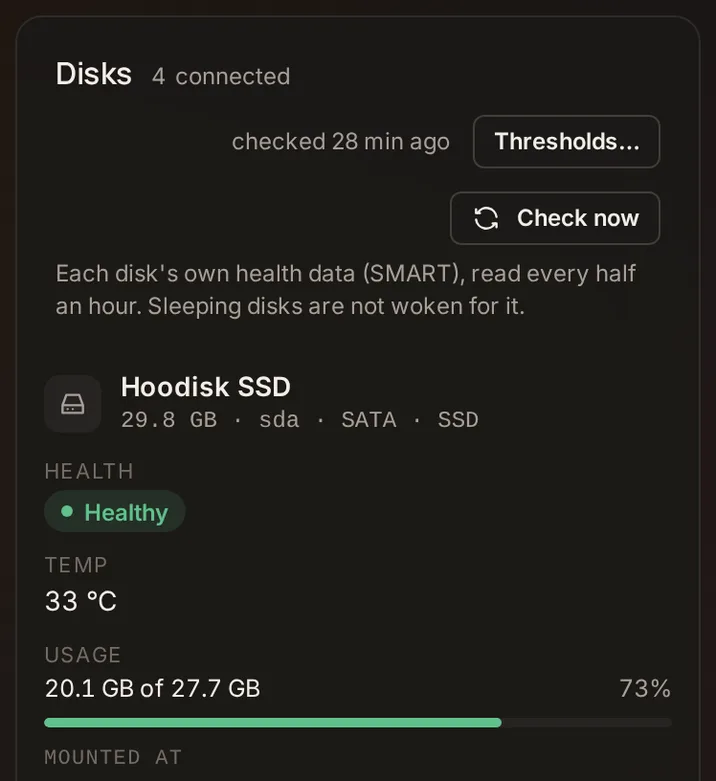 Disks 4 connected
checked 28 min ago Thresholds...
Check now
Each disk's own health data (SMART), read every half
an hour. Sleeping disks are not woken for it.
Hoodisk SSD
29.8 GB · sda · SATA · SSD
HEALTH
Healthy
TEMP
33 °C
USAGE
20.1 GB of 27.7 GB 73%
MOUNTED AT